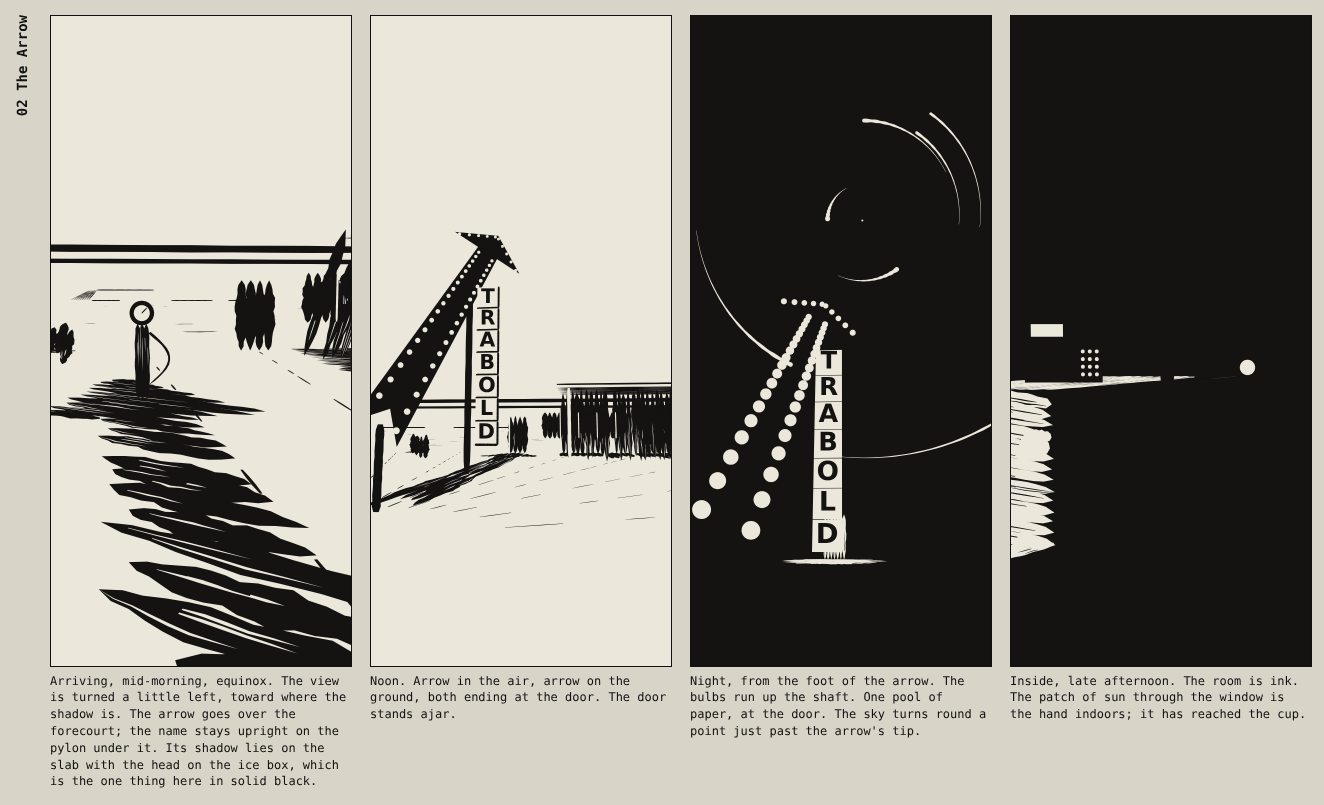 02 The Arrow
T
R
A
B
O
L
D
T
R
A
B
O
L
D
Arriving, mid-morning, equinox. The view
is turned a little left, toward where the
shadow is. The arrow goes over the
forecourt; the name stays upright on the
pylon under it. Its shadow lies on the
slab with the head on the ice box, which
is the one thing here in solid black.
Noon. Arrow in the air, arrow on the
ground, both ending at the door. The door
stands ajar.
Night, from the foot of the arrow. The
bulbs run up the shaft. One pool of
paper, at the door. The sky turns round a
point just past the arrow's tip.
Inside, late afternoon. The room is ink.
The patch of sun through the window is
the hand indoors; it has reached the cup.